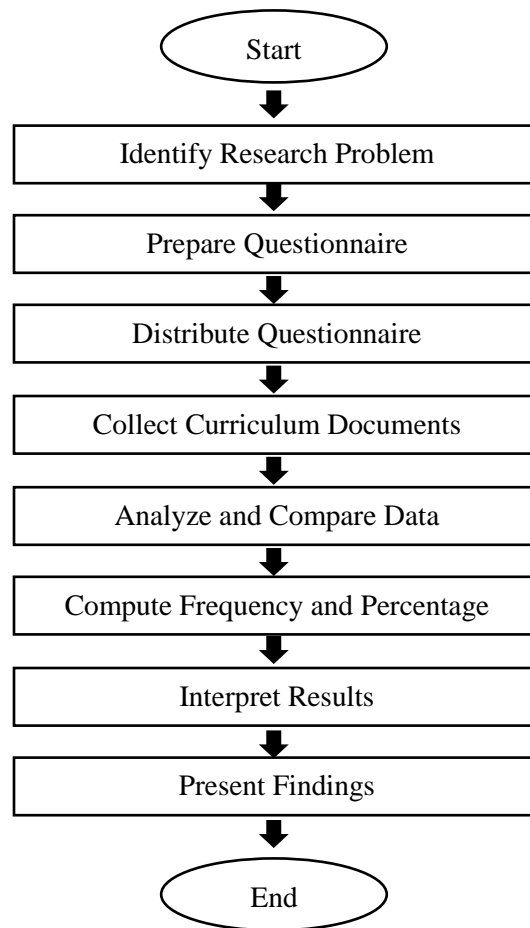 Start
Identify Research Problem
Prepare Questionnaire
Distribute Questionnaire
Collect Curriculum Documents
Analyze and Compare Data
Compute Frequency and Percentage
Interpret Results
Present Findings
End